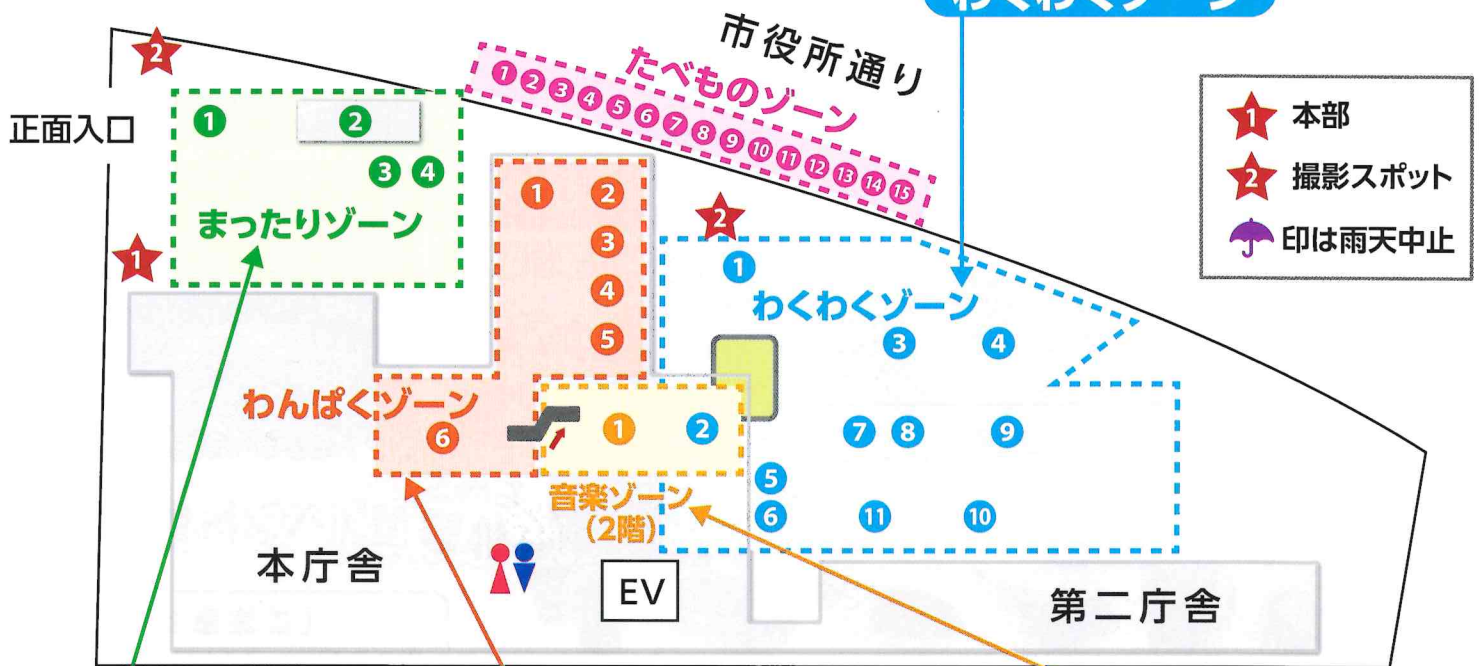 わくわくゾーン
市役所通り
たべものゾーン
1 2 3 4 5 6 7 8 9 10 11 12 13 14 15
1 本部
2 撮影スポット
印は雨天中止
2
正面入口
1 2
3 4
まったりゾーン
1
1 2
3
4
5
わんぱくゾーン
6
2
1
わくわくゾーン
3 4
1 2
7 8 9
5
6 11 10
音楽ゾーン
(2階)
本庁舎
EV
第二庁舎